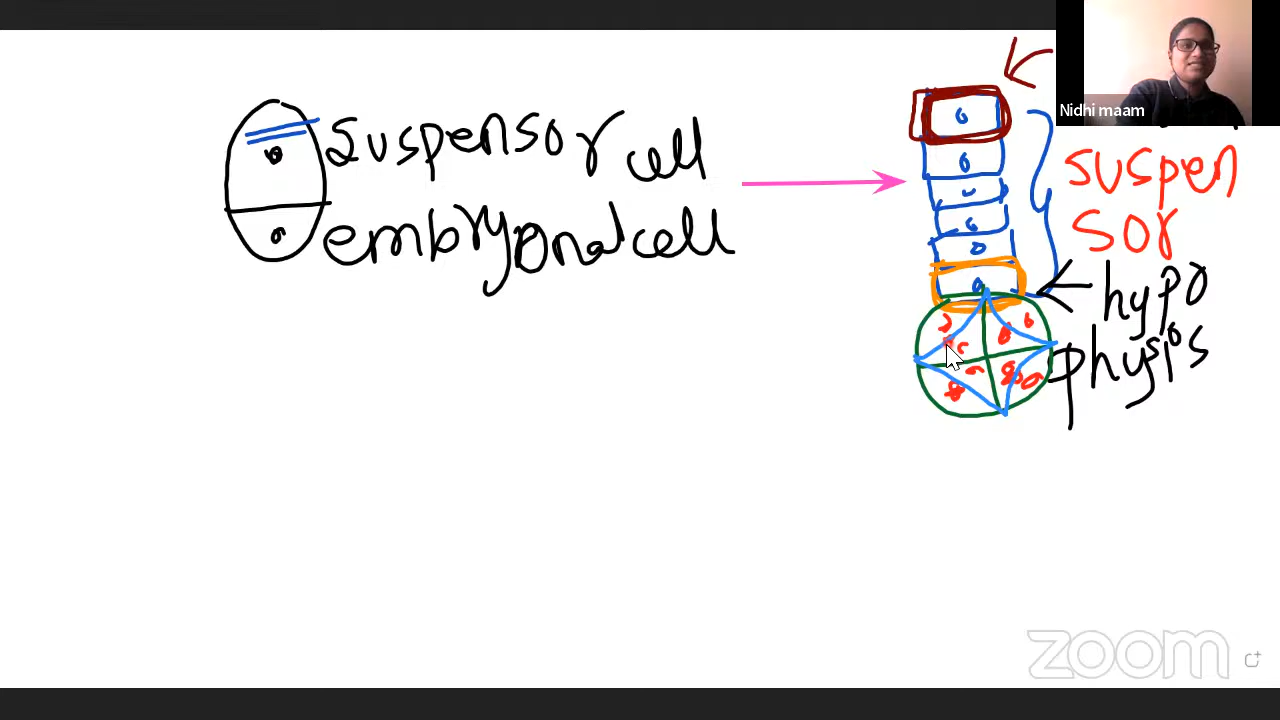 suspensor cell
embryonal cell
Nidhi maam
suspen
sor
hypo
physis
zoom